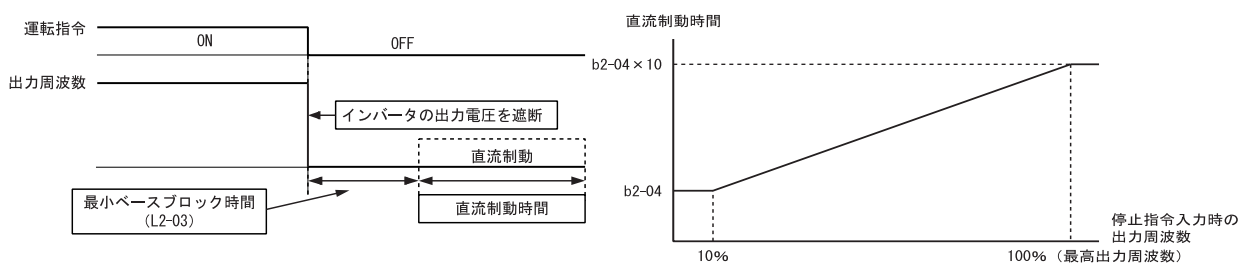 運転指令
ON
OFF
出力周波数
インバータの出力電圧を遮断
直流制動
最小ベースブロック時間
(L2-03)
直流制動時間
直流制動時間
b2-04×10
b2-04
停止指令入力時の
出力周波数
10%
100% (最高出力周波数)